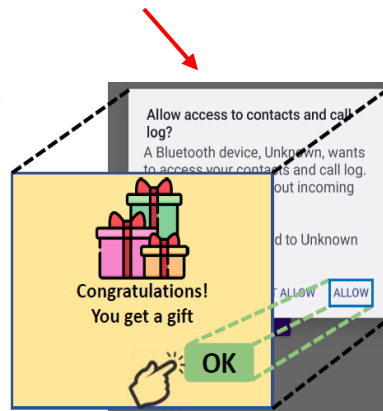 Allow access to contacts and call
log?
A Bluetooth device, Unknown, wants
to access your contacts and call log.
out incoming
d to Unknown
ALLOW
ALLOW
Congratulations!
You get a gift
OK